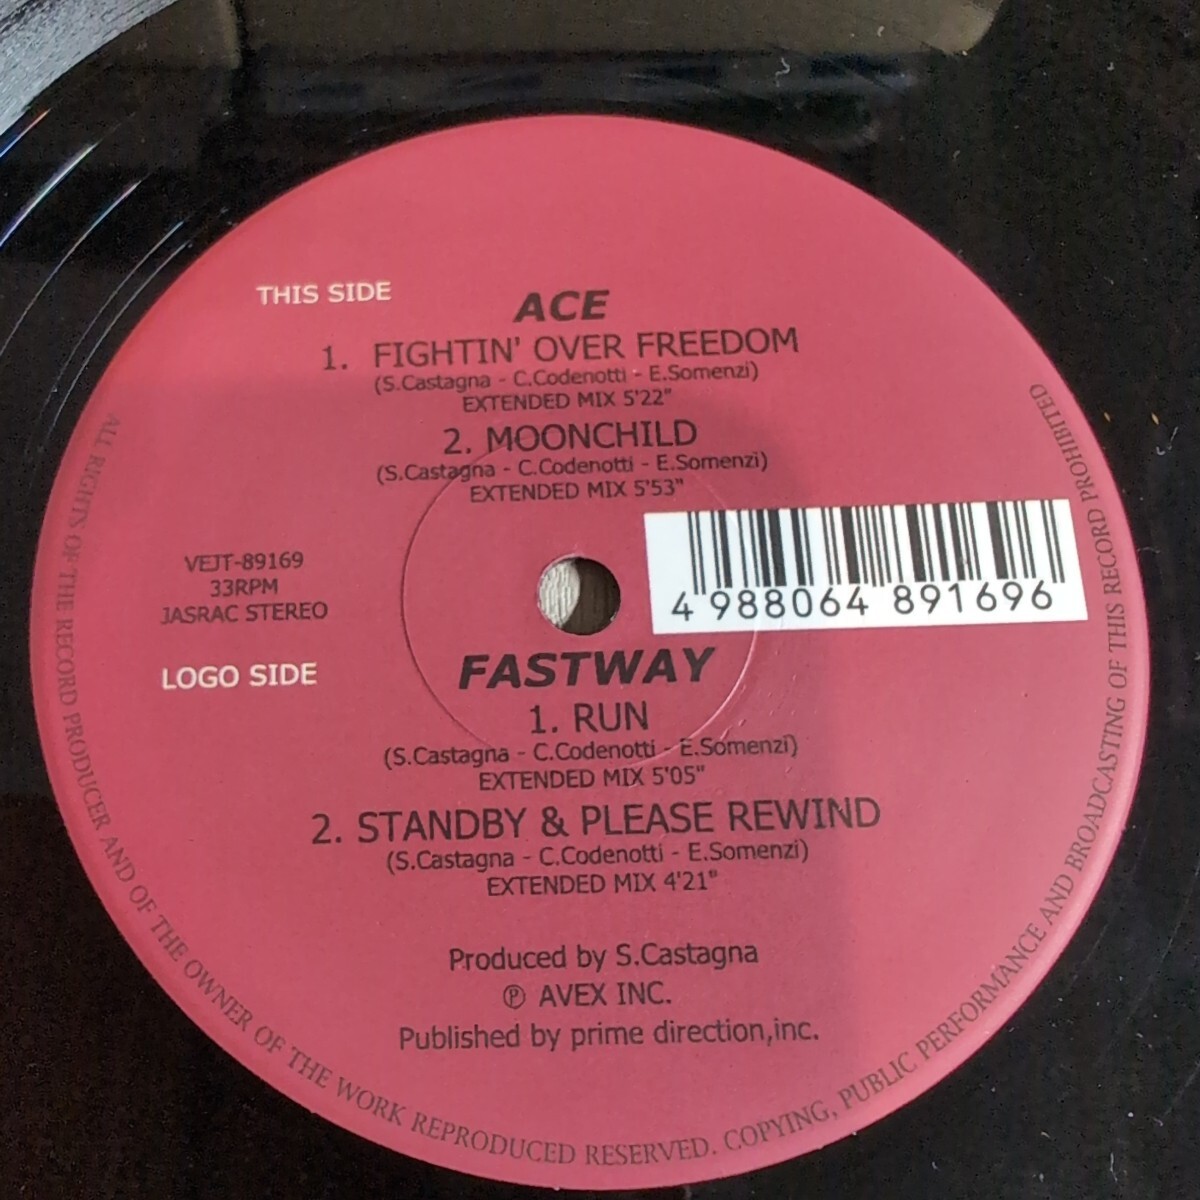 THIS SIDE
ACE
1. FIGHTIN' OVER FREEDOM
(S.Castagna - C.Codenotti - E.Somenzi)
EXTENDED MIX 5'22"
2. MOONCHILD
(S.Castagna - C.Codenotti - E.Somenzi)
EXTENDED MIX 5'53"
VEJT-89169
33RPM
JASRAC STEREO
4 988064 891696
LOGO SIDE
FASTWAY
1. RUN
(S.Castagna - C.Codenotti - E.Somenzi)
EXTENDED MIX 5'05"
2. STANDBY & PLEASE REWIND
(S.Castagna - C.Codenotti - E.Somenzi)
EXTENDED MIX 4'21"
Produced by S.Castagna
Ⓟ AVEX INC.
Published by prime direction,inc.
ALL RIGHTS OF THE RECORD PRODUCER AND OF THE OWNER OF THE WORK REPRODUCED RESERVED. COPYING, PUBLIC PERFORMANCE AND BROADCASTING OF THIS RECORD PROHIBITED